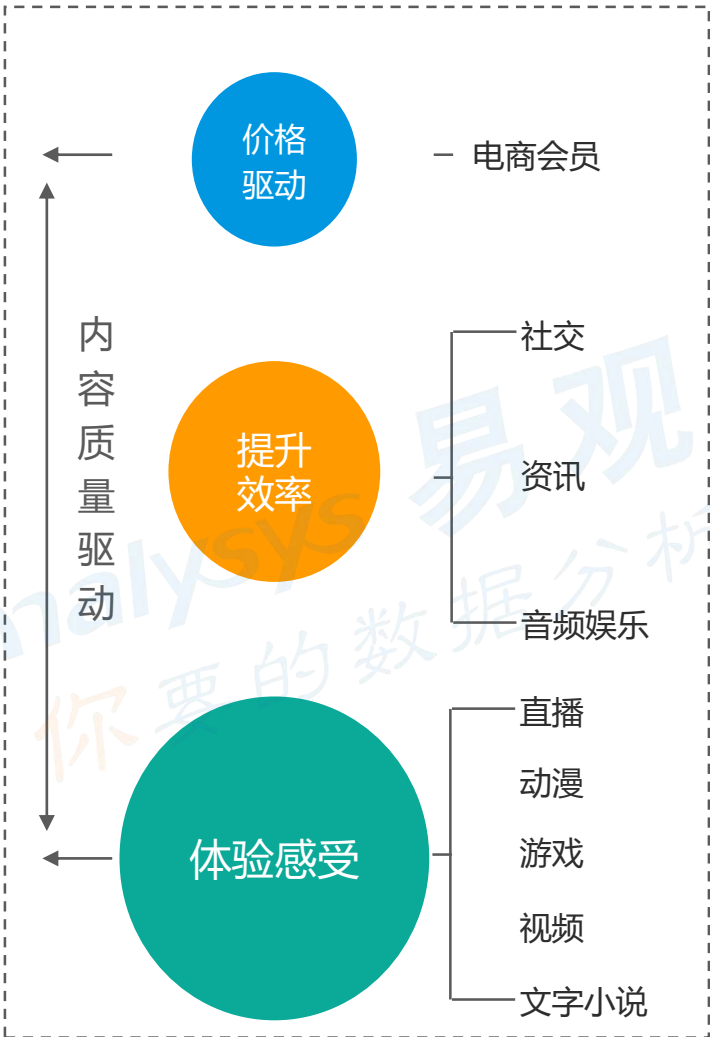 价格
驱动
电商会员
内容质量驱动
提升
效率
社交
资讯
音频娱乐
体验感受
直播
动漫
游戏
视频
文字小说
nalysys 易观
你要的数据分析